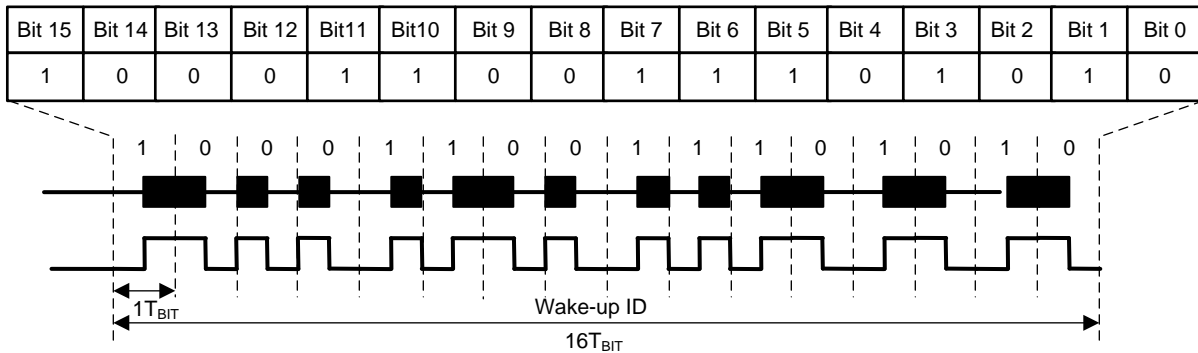 Bit 15 Bit 14 Bit 13 Bit 12 Bit11 Bit10 Bit 9 Bit 8 Bit 7 Bit 6 Bit 5 Bit 4 Bit 3 Bit 2 Bit 1 Bit 0
1 0 0 0 1 1 0 0 1 1 1 0 1 0 1 0
1 0 0 0 1 1 0 0 1 1 1 0 1 0 1 0
1TBIT
Wake-up ID
16TBIT